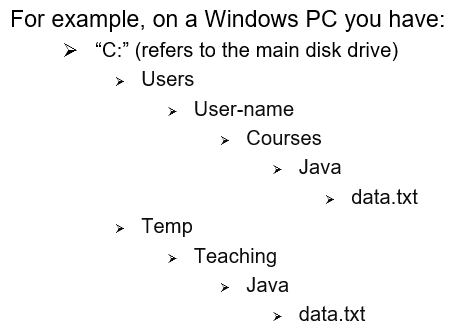 For example, on a Windows PC you have:
“C:” (refers to the main disk drive)
Users
User-name
Courses
Java
data.txt
Temp
Teaching
Java
data.txt